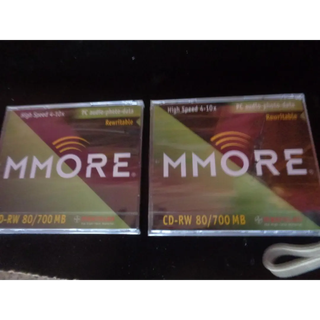 High Speed 4-10x
PC audio-photo-data
Rewritable
MMORE®
CD-RW 80/700 MB
High Speed 4-10x
PC audio-photo-data
Rewritable
MMORE®
CD-RW 80/700 MB